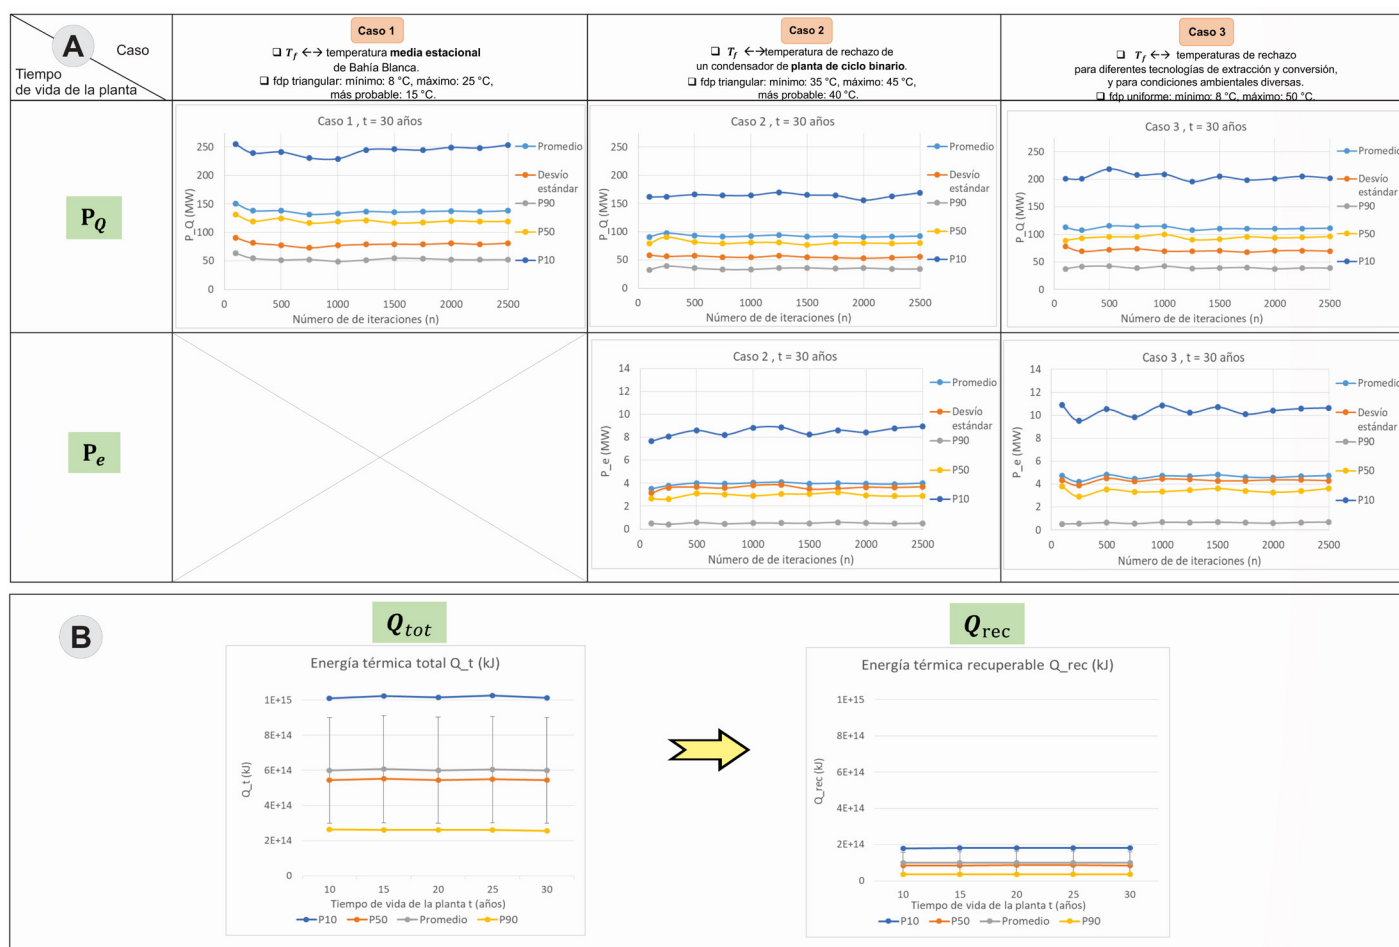 A
Caso
Tiempo
de vida de la planta
Caso 1
❑ T_f ←→ temperatura media estacional
de Bahía Blanca.
❑ fdp triangular: mínimo: 8 °C, máximo: 25 °C,
más probable: 15 °C.
Caso 2
❑ T_f ←→temperatura de rechazo de
un condensador de planta de ciclo binario.
❑ fdp triangular: mínimo: 35 °C, máximo: 45 °C,
más probable: 40 °C.
Caso 3
❑ T_f ←→ temperaturas de rechazo
para diferentes tecnologías de extracción y conversión,
y para condiciones ambientales diversas.
❑ fdp uniforme: mínimo: 8 °C, máximo: 50 °C.
P_Q
Caso 1 , t = 30 años
250
200
150
100
50
0
P_Q (MW)
0 500 1000 1500 2000 2500
Número de de iteraciones (n)
Promedio
Desvío
estándar
P90
P50
P10
Caso 2 , t = 30 años
250
200
150
100
50
0
P_Q (MW)
0 500 1000 1500 2000 2500
Número de de iteraciones (n)
Promedio
Desvío
estándar
P90
P50
P10
Caso 3 , t = 30 años
250
200
150
100
50
0
P_Q (MW)
0 500 1000 1500 2000 2500
Número de de iteraciones (n)
Promedio
Desvío
estándar
P90
P50
P10
P_e
Caso 2 , t = 30 años
14
12
10
8
6
4
2
0
P_e (MW)
0 500 1000 1500 2000 2500
Número de de iteraciones (n)
Promedio
Desvío
estándar
P90
P50
P10
Caso 3 , t = 30 años
14
12
10
8
6
4
2
0
P_e (MW)
0 500 1000 1500 2000 2500
Número de de iteraciones (n)
Promedio
Desvío
estándar
P90
P50
P10
B
Q_tot
Energía térmica total Q_t (kJ)
1E+15
8E+14
6E+14
4E+14
2E+14
0
Q_t (kJ)
10 15 20 25 30
Tiempo de vida de la planta t (años)
P10 P50 Promedio P90
Q_rec
Energía térmica recuperable Q_rec (kJ)
1E+15
8E+14
6E+14
4E+14
2E+14
0
Q_rec (kJ)
10 15 20 25 30
Tiempo de vida de la planta t (años)
P10 P50 Promedio P90